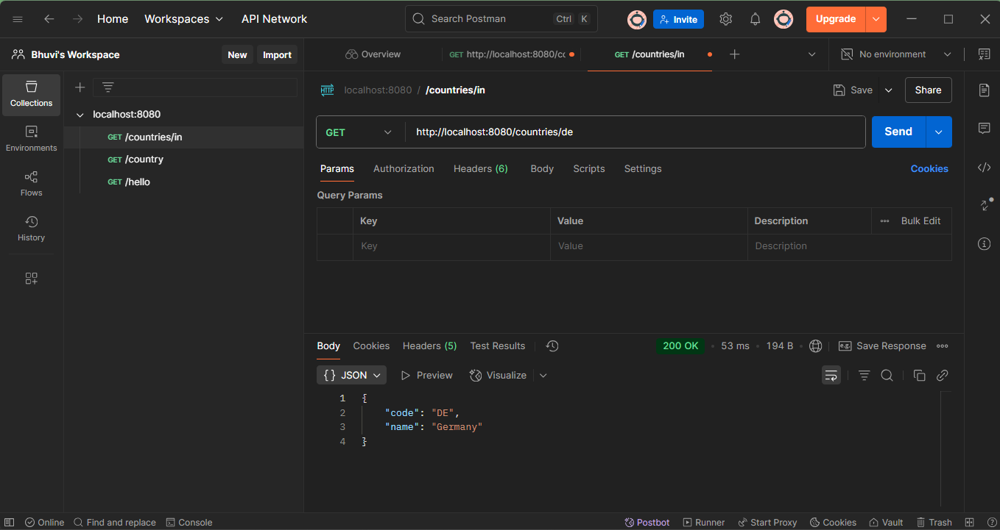 Home Workspaces API Network Search Postman Ctrl K Invite Upgrade
Bhuvi's Workspace New Import Overview GET http://localhost:8080/cc GET /countries/in No environment
Collections
Environments
Flows
History
localhost:8080
GET /countries/in
GET /country
GET /hello
HTTP localhost:8080 / /countries/in Save Share
GET http://localhost:8080/countries/de Send
Params Authorization Headers (6) Body Scripts Settings Cookies
Query Params
Key Value Description Bulk Edit
Key Value Description
Body Cookies Headers (5) Test Results 200 OK 53 ms 194 B e.g. Save Response
{} JSON Preview Visualize
1 {
2 "code": "DE",
3 "name": "Germany"
4 }
Online Find and replace Console Postbot Runner Start Proxy Cookies Vault Trash